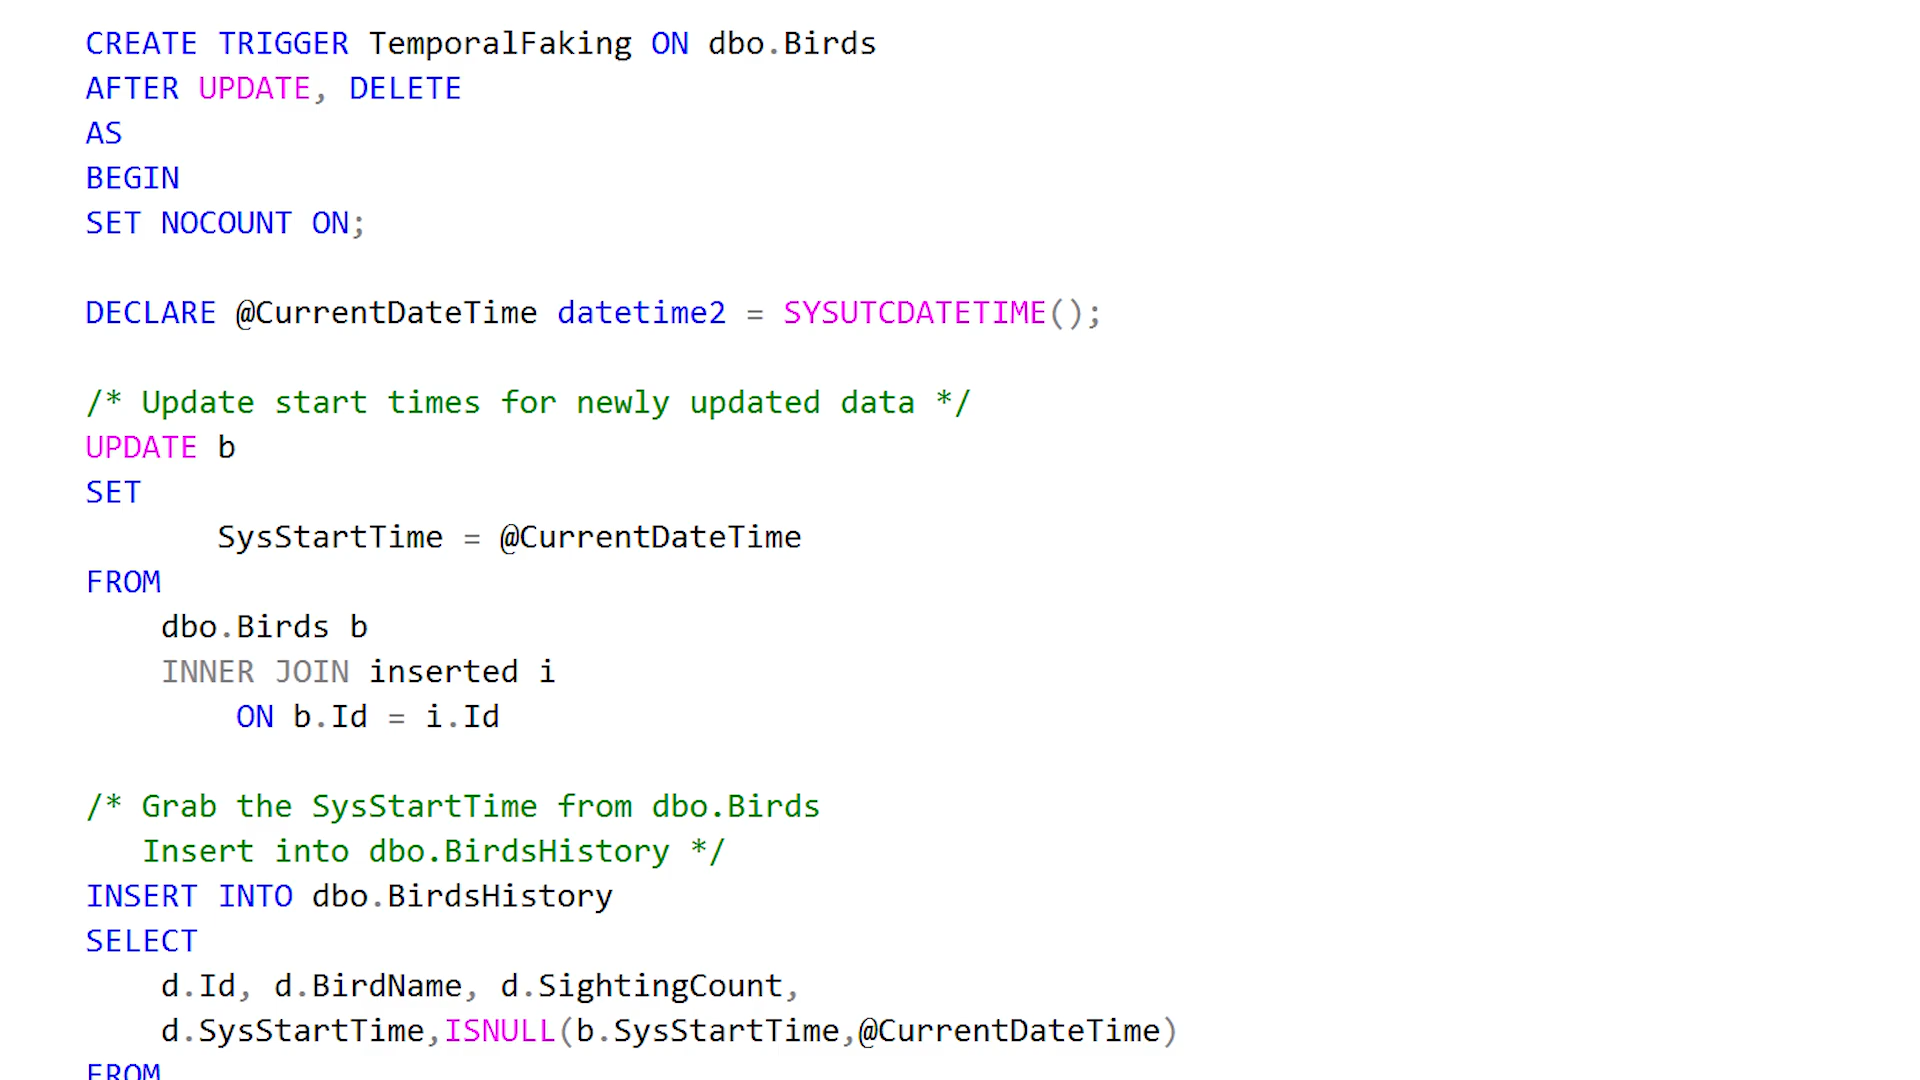 CREATE TRIGGER TemporalFaking ON dbo.Birds
AFTER UPDATE, DELETE
AS
BEGIN
SET NOCOUNT ON;
DECLARE @CurrentDateTime datetime2 = SYSUTCDATETIME();
/* Update start times for newly updated data */
UPDATE b
SET
SysStartTime = @CurrentDateTime
FROM
dbo.Birds b
INNER JOIN inserted i
ON b.Id = i.Id
/* Grab the SysStartTime from dbo.Birds
Insert into dbo.BirdsHistory */
INSERT INTO dbo.BirdsHistory
SELECT
d.Id, d.BirdName, d.SightingCount,
d.SysStartTime,ISNULL(b.SysStartTime,@CurrentDateTime)
FROM